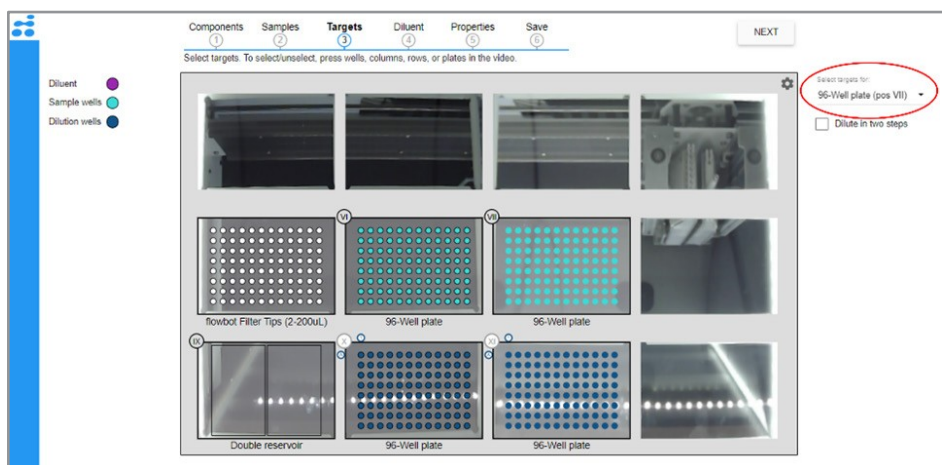 Components Samples Targets Diluent Properties Save
1 2 3 4 5 6
NEXT
Select targets. To select/unselect, press wells, columns, rows, or plates in the video.
Diluent
Sample wells
Dilution wells
Select targets for:
96-Well plate (pos VII)
Dilute in two steps
VI VII
flowbot Filter Tips (2-200uL) 96-Well plate 96-Well plate
IX X XI
Double reservoir 96-Well plate 96-Well plate